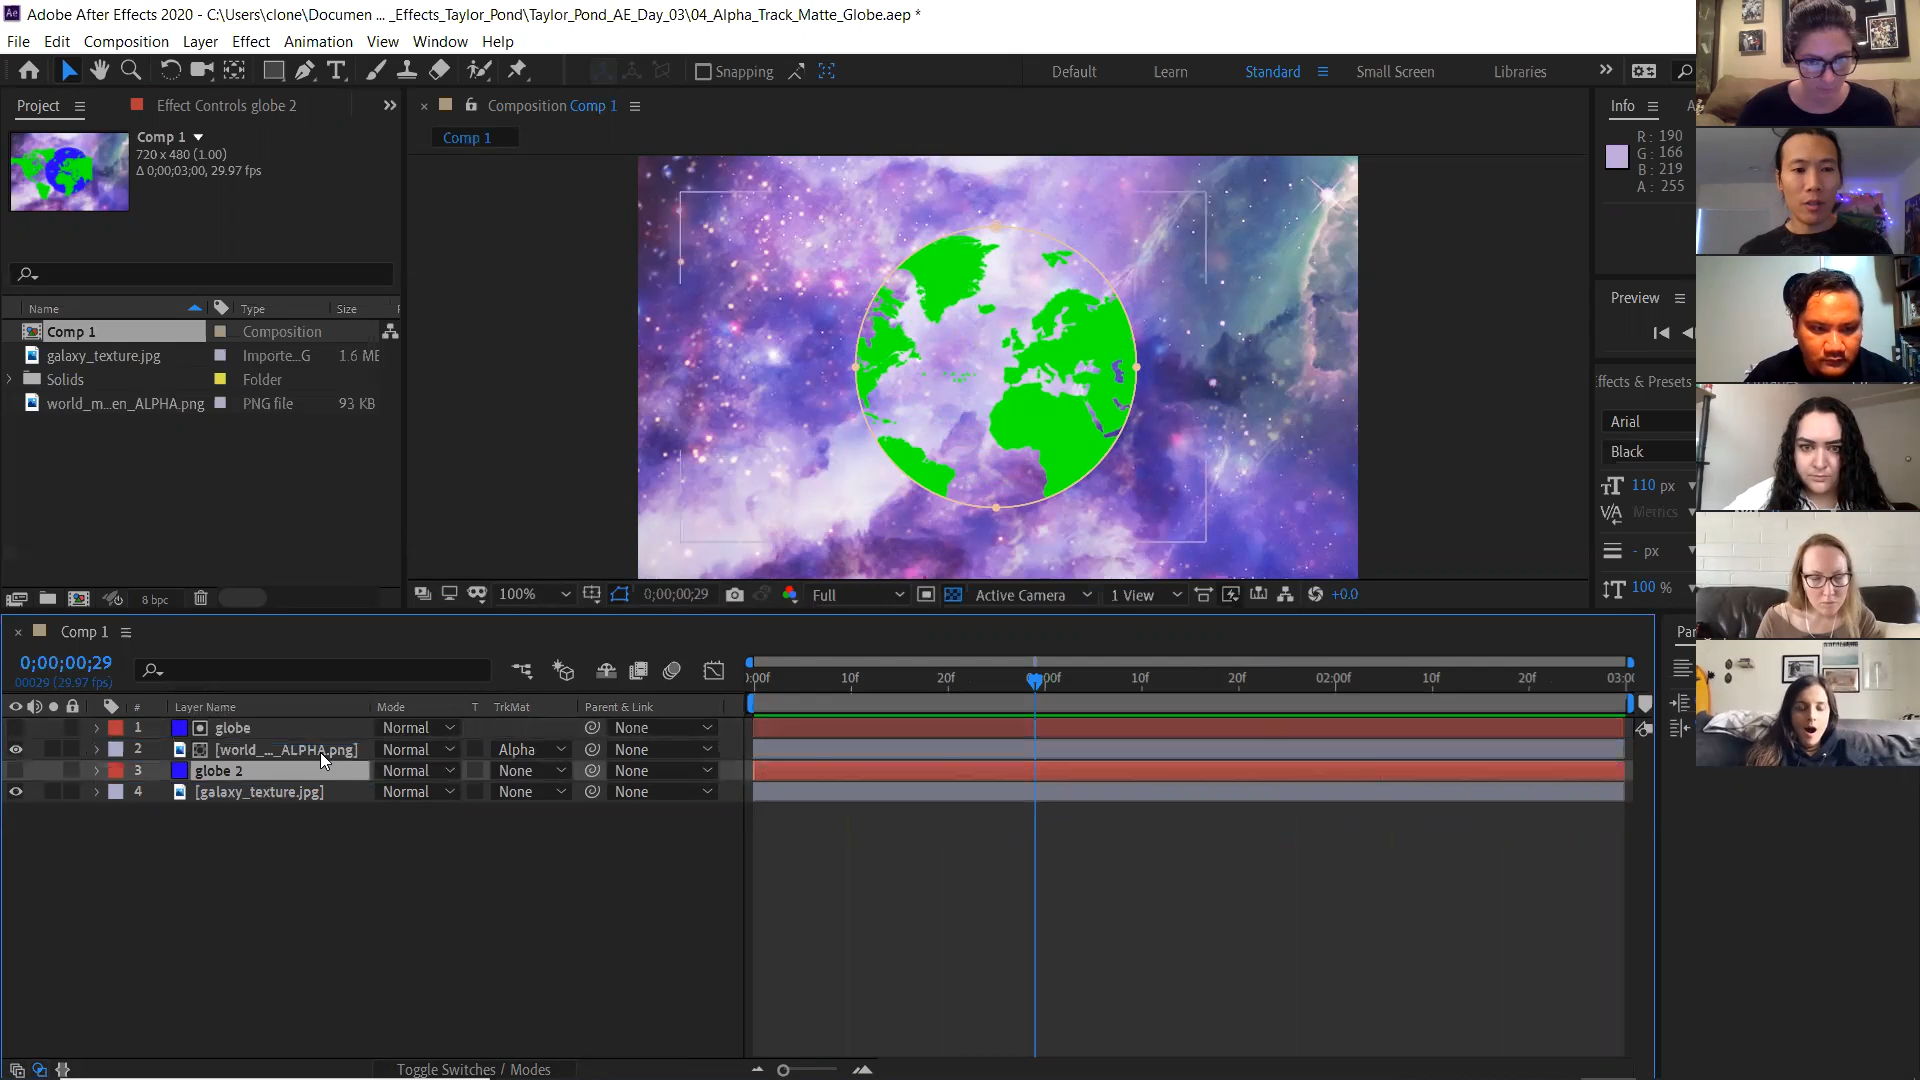 Adobe After Effects 2020 - C:\Users\clone\Documen ... _Effects_Taylor_Pond\Taylor_Pond_AE_Day_03\04_Alpha_Track_Matte_Globe.aep *
File Edit Composition Layer Effect Animation View Window Help
Snapping Default Learn Standard Small Screen Libraries
Project Effect Controls globe 2
Composition Comp 1
Info
Comp 1
720 x 480 (1.00)
Δ 0;00;03;00, 29.97 fps
Comp 1
R: 190
G: 166
B: 219
A: 255
Preview
Name Type Size
Comp 1 Composition
galaxy_texture.jpg Importe...G 1.6 ME
Solids Folder
world_m...en_ALPHA.png PNG file 93 KB
Effects & Presets
Arial
Black
110 px
Metrics
- px
100 %
8 bpc
100% 0;00;00;29 Full Active Camera 1 View +0.0
Comp 1
0;00;00;29
00029 (29.97 fps)
:00f 10f 20f 00f 10f 20f 02:00f 10f 20f 03:00
# Layer Name Mode T TrkMat Parent & Link
1 globe Normal None
2 [world_..._ALPHA.png] Normal Alpha None
3 globe 2 Normal None None
4 [galaxy_texture.jpg] Normal None None
Toggle Switches / Modes